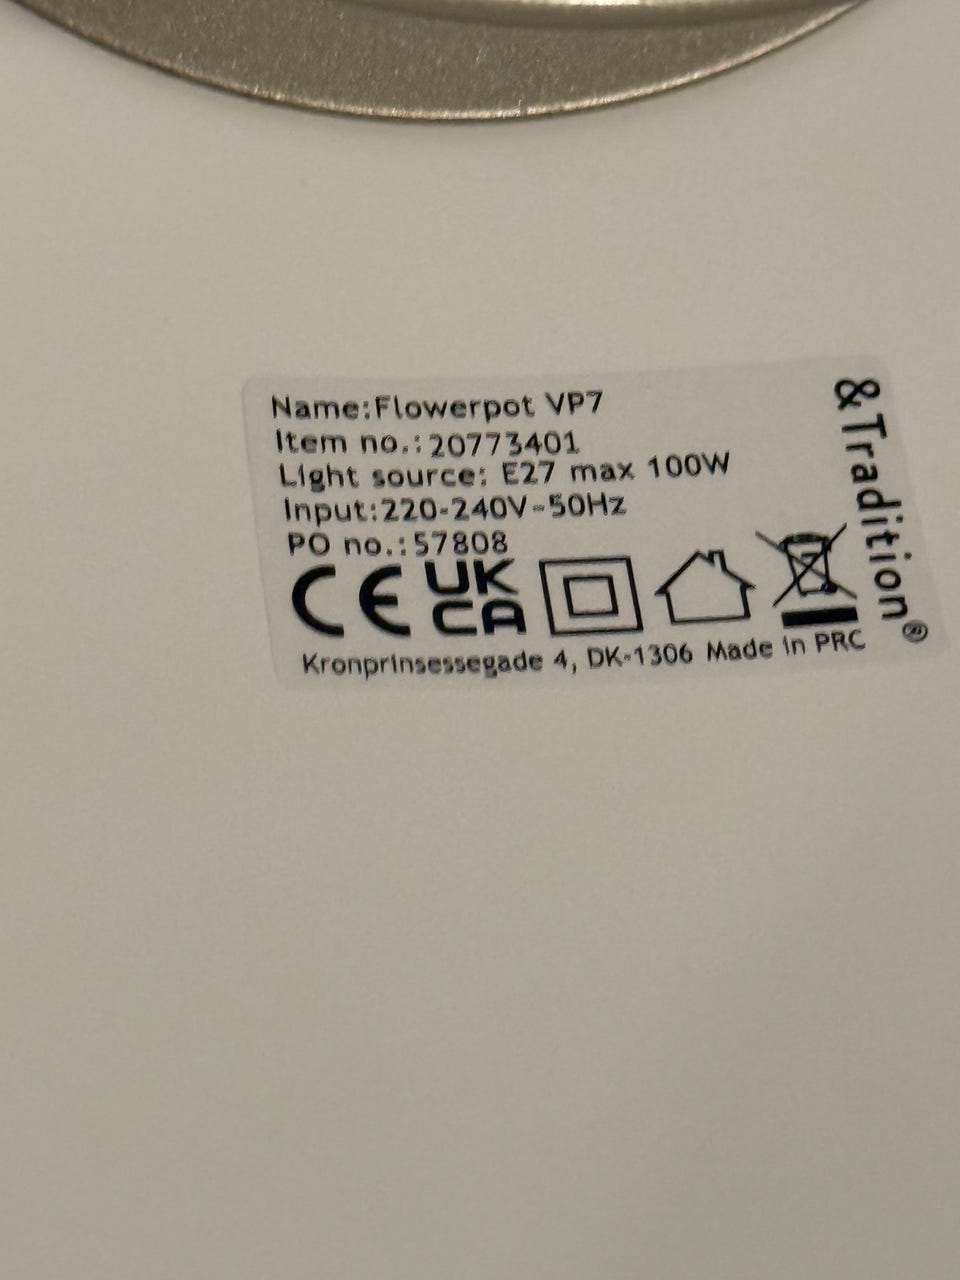 Name:Flowerpot VP7
Item no.:20773401
Light source: E27 max 100W
Input:220-240V~50Hz
PO no.:57808
CE UK CA
Kronprinsessegade 4, DK-1306 Made in PRC
&Tradition®